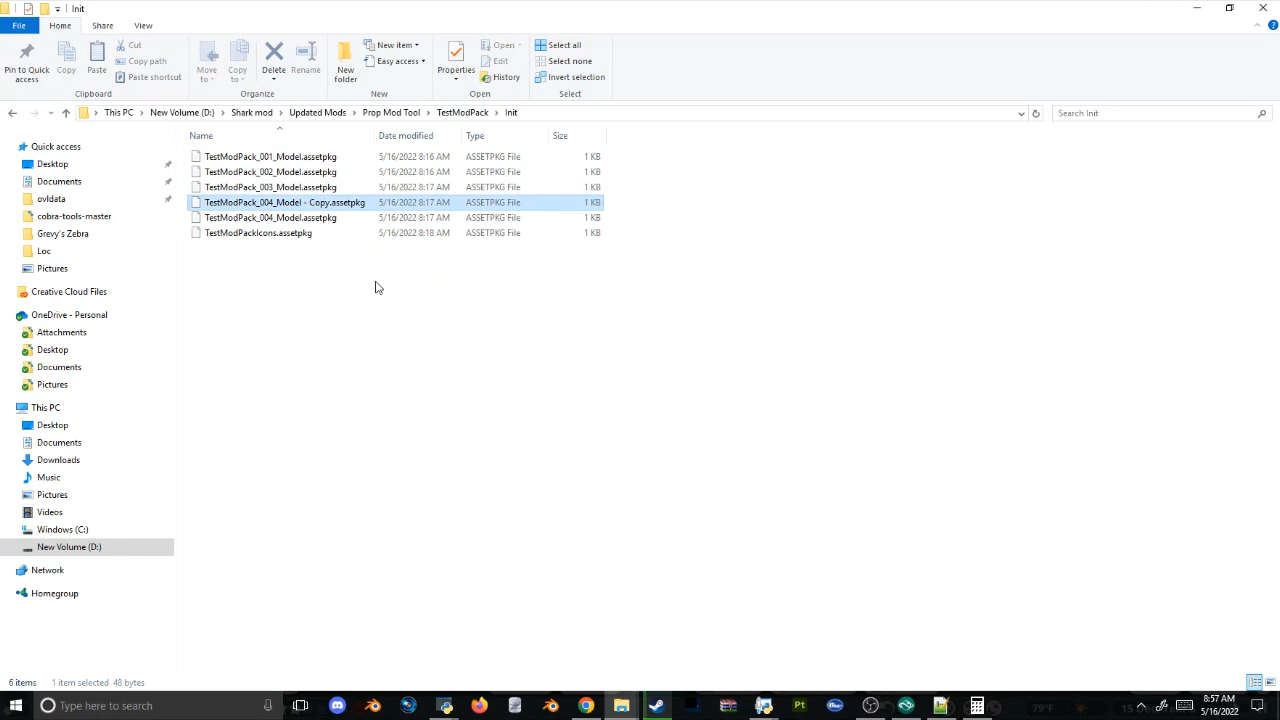 Init
File
Home
Share
View
Pin to Quick access
Copy
Paste
Cut
Copy path
Paste shortcut
Clipboard
Move to
Copy to
Delete
Rename
Organize
New folder
New item
Easy access
New
Properties
Open
Edit
History
Open
Select all
Select none
Invert selection
Select
This PC > New Volume (D:) > Shark mod > Updated Mods > Prop Mod Tool > TestModPack > Init
Search Init
Name Date modified Type Size
TestModPack_001_Model.assetpkg 5/16/2022 8:16 AM ASSETPKG File 1 KB
TestModPack_002_Model.assetpkg 5/16/2022 8:16 AM ASSETPKG File 1 KB
TestModPack_003_Model.assetpkg 5/16/2022 8:17 AM ASSETPKG File 1 KB
TestModPack_004_Model - Copy.assetpkg 5/16/2022 8:17 AM ASSETPKG File 1 KB
TestModPack_004_Model.assetpkg 5/16/2022 8:17 AM ASSETPKG File 1 KB
TestModPackIcons.assetpkg 5/16/2022 8:18 AM ASSETPKG File 1 KB
Quick access
Desktop
Documents
ovldata
cobra-tools-master
Grevy's Zebra
Loc
Pictures
Creative Cloud Files
OneDrive - Personal
Attachments
Desktop
Documents
Pictures
This PC
Desktop
Documents
Downloads
Music
Pictures
Videos
Windows (C:)
New Volume (D:)
Network
Homegroup
6 items 1 item selected 48 bytes
Type here to search
Pt
79°F
8:57 AM
5/16/2022